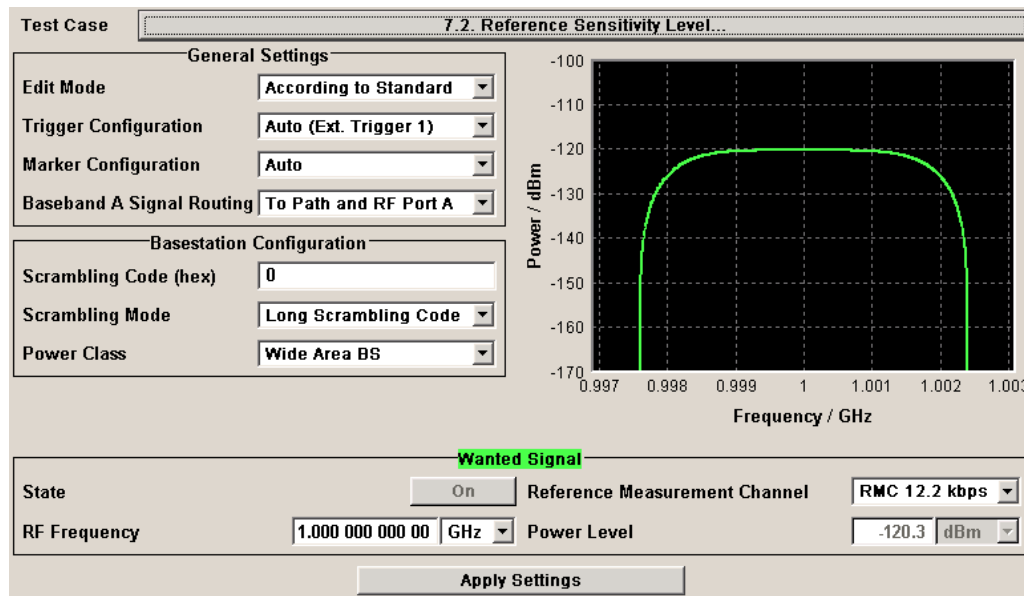 Test Case
7.2. Reference Sensitivity Level...
General Settings
Edit Mode According to Standard
Trigger Configuration Auto (Ext. Trigger 1)
Marker Configuration Auto
Baseband A Signal Routing To Path and RF Port A
Basestation Configuration
Scrambling Code (hex) 0
Scrambling Mode Long Scrambling Code
Power Class Wide Area BS
Power / dBm
-100
-110
-120
-130
-140
-150
-160
-170
0.997 0.998 0.999 1 1.001 1.002 1.003
Frequency / GHz
Wanted Signal
State On Reference Measurement Channel RMC 12.2 kbps
RF Frequency 1.000 000 000 00 GHz Power Level -120.3 dBm
Apply Settings